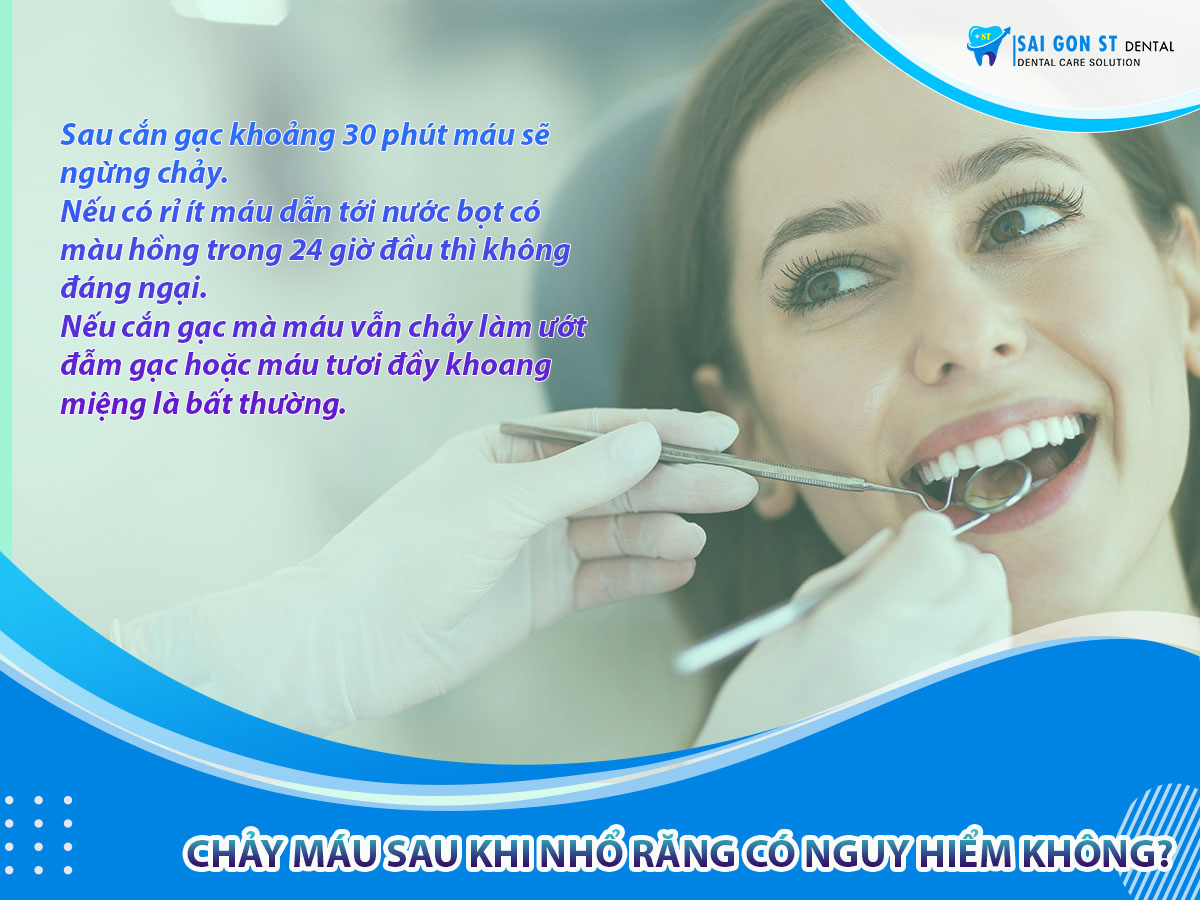 ST
SAI GON ST DENTAL
DENTAL CARE SOLUTION
Sau cắn gạc khoảng 30 phút máu sẽ
ngừng chảy.
Nếu có rỉ ít máu dẫn tới nước bọt có
màu hồng trong 24 giờ đầu thì không
đáng ngại.
Nếu cắn gạc mà máu vẫn chảy làm ướt
đẫm gạc hoặc máu tươi đầy khoang
miệng là bất thường.
CHẢY MÁU SAU KHI NHỔ RĂNG CÓ NGUY HIỂM KHÔNG?